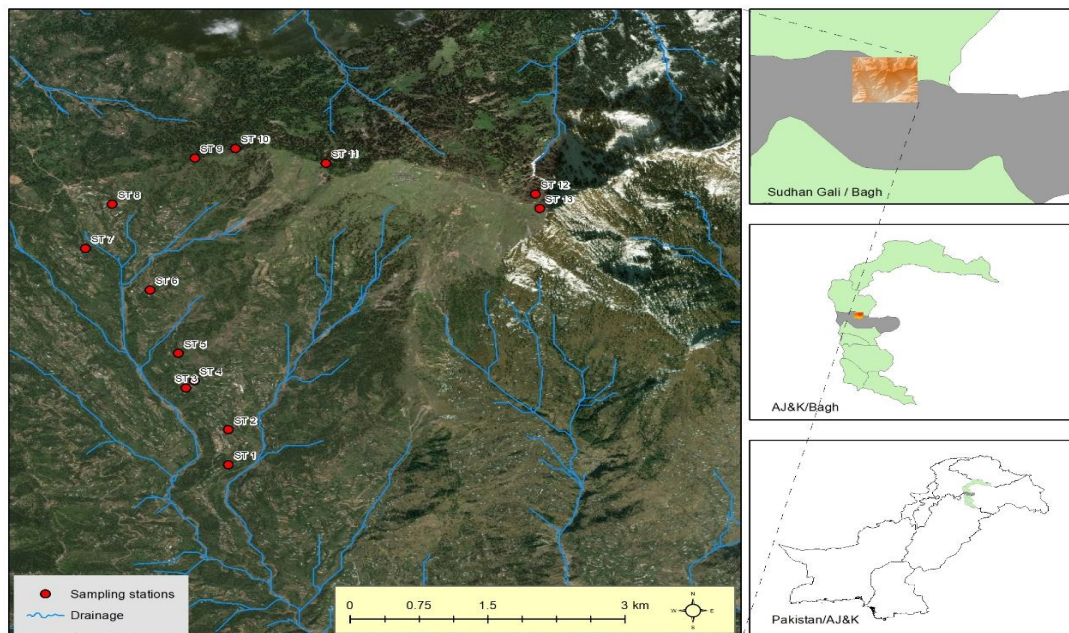 ST 10
ST 9
ST 11
ST 8
ST 12
ST 13
ST 7
ST 6
ST 5
ST 4
ST 3
ST 2
ST 1
Sampling stations
Drainage
0 0.75 1.5 3 km
N
W E
S
Sudhan Gali / Bagh
AJ&K/Bagh
Pakistan/AJ&K